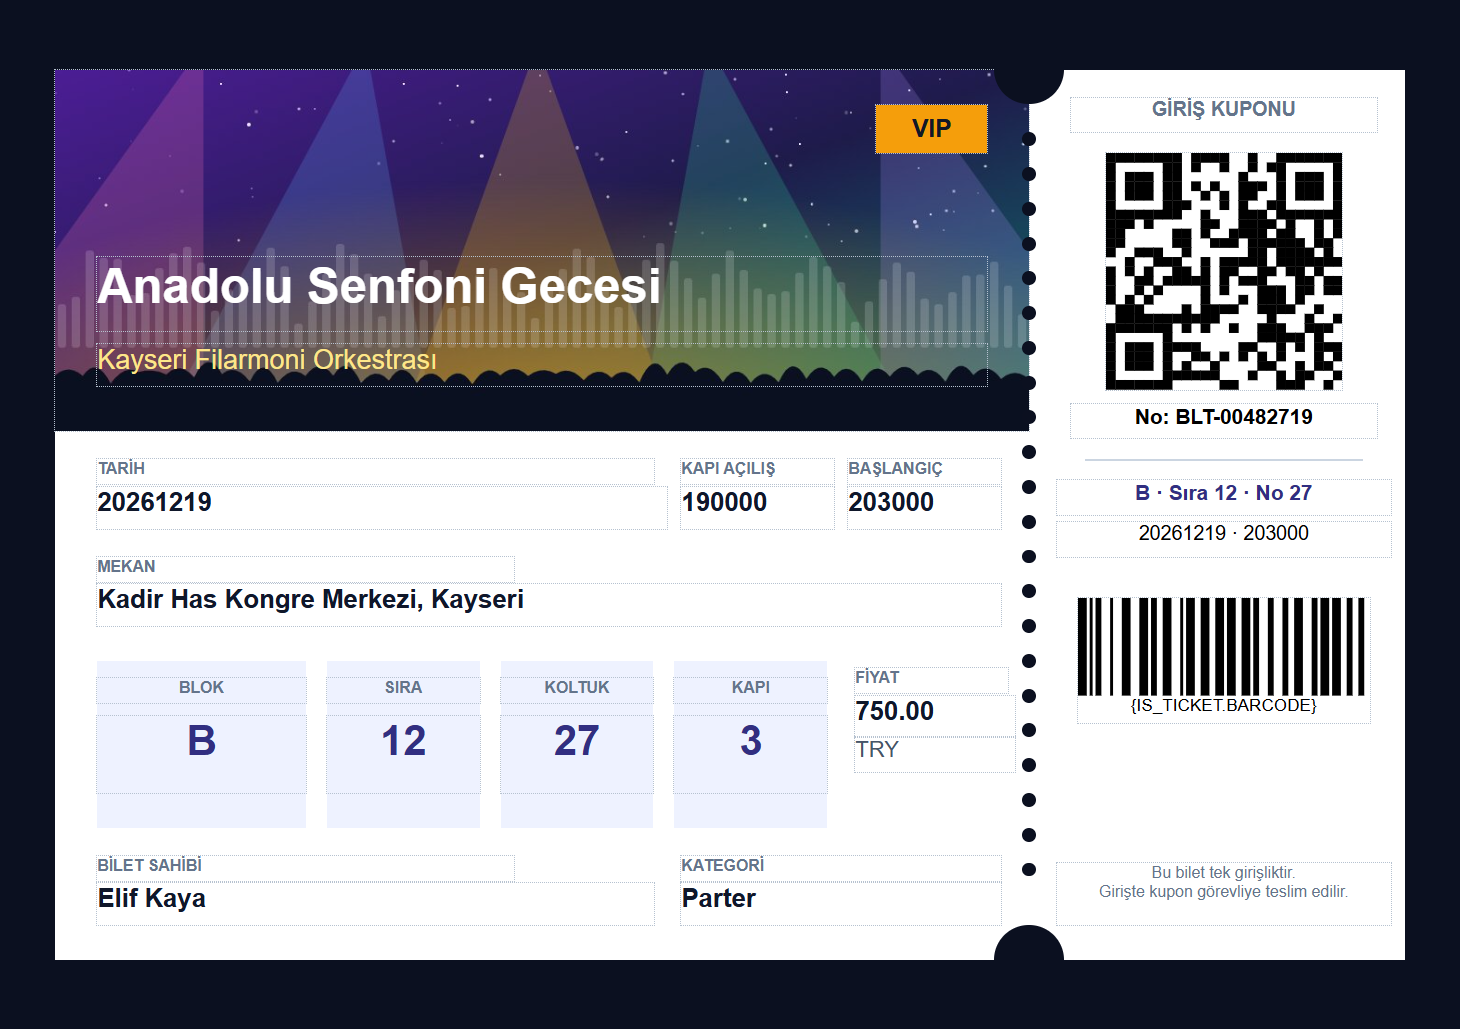 VIP
Anadolu Senfoni Gecesi
Kayseri Filarmoni Orkestrası
TARİH
20261219
KAPI AÇILIŞ
190000
BAŞLANGIÇ
203000
MEKAN
Kadir Has Kongre Merkezi, Kayseri
BLOK
B
SIRA
12
KOLTUK
27
KAPI
3
FİYAT
750.00
TRY
BİLET SAHİBİ
Elif Kaya
KATEGORİ
Parter
GİRİŞ KUPONU
No: BLT-00482719
B · Sıra 12 · No 27
20261219 · 203000
{IS_TICKET.BARCODE}
Bu bilet tek girişliktir.
Girişte kupon görevliye teslim edilir.